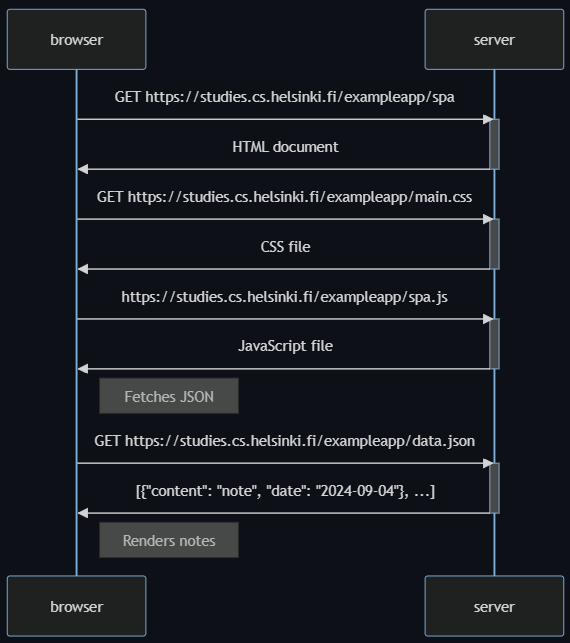 browser
server
GET https://studies.cs.helsinki.fi/exampleapp/spa
HTML document
GET https://studies.cs.helsinki.fi/exampleapp/main.css
CSS file
https://studies.cs.helsinki.fi/exampleapp/spa.js
JavaScript file
Fetches JSON
GET https://studies.cs.helsinki.fi/exampleapp/data.json
[{"content": "note", "date": "2024-09-04"}, ...]
Renders notes
browser
server